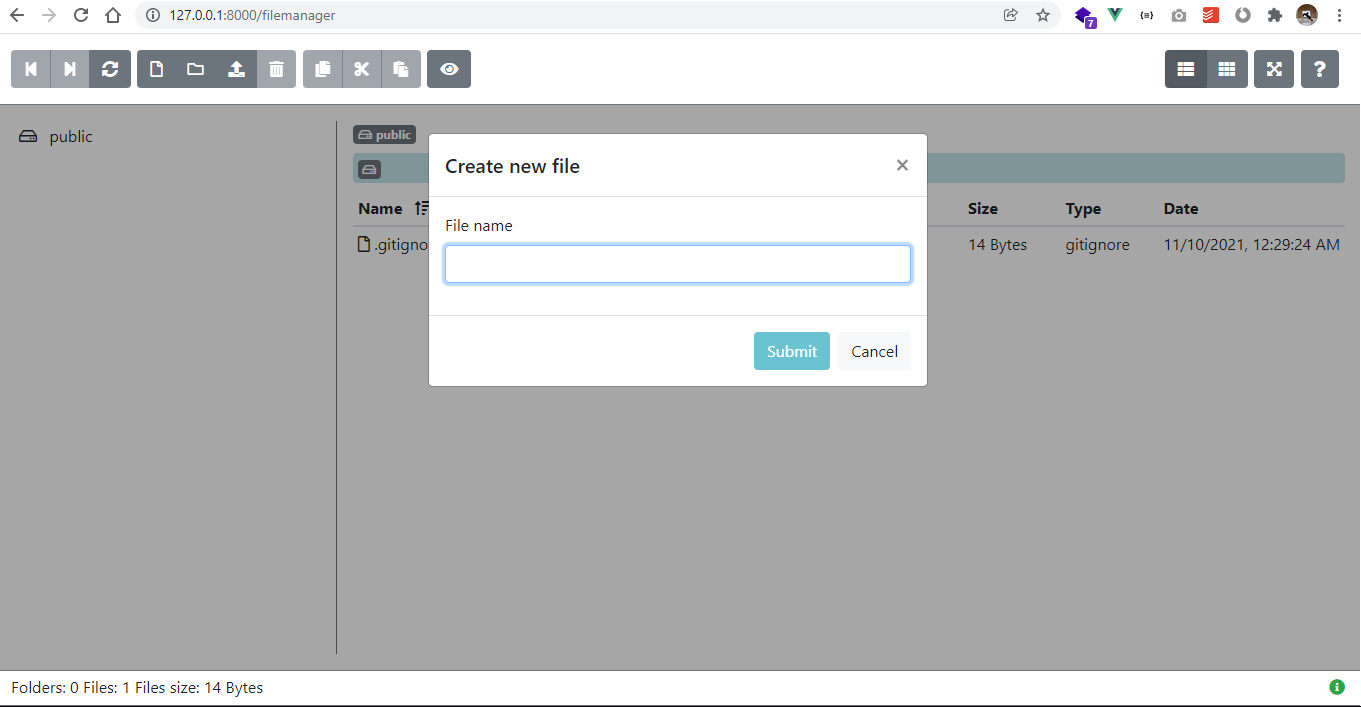 127.0.0.1:8000/filemanager
7
public
public
Create new file
×
Name
Size
Type
Date
File name
.gitigno
14 Bytes
gitignore
11/10/2021, 12:29:24 AM
Submit
Cancel
Folders: 0 Files: 1 Files size: 14 Bytes